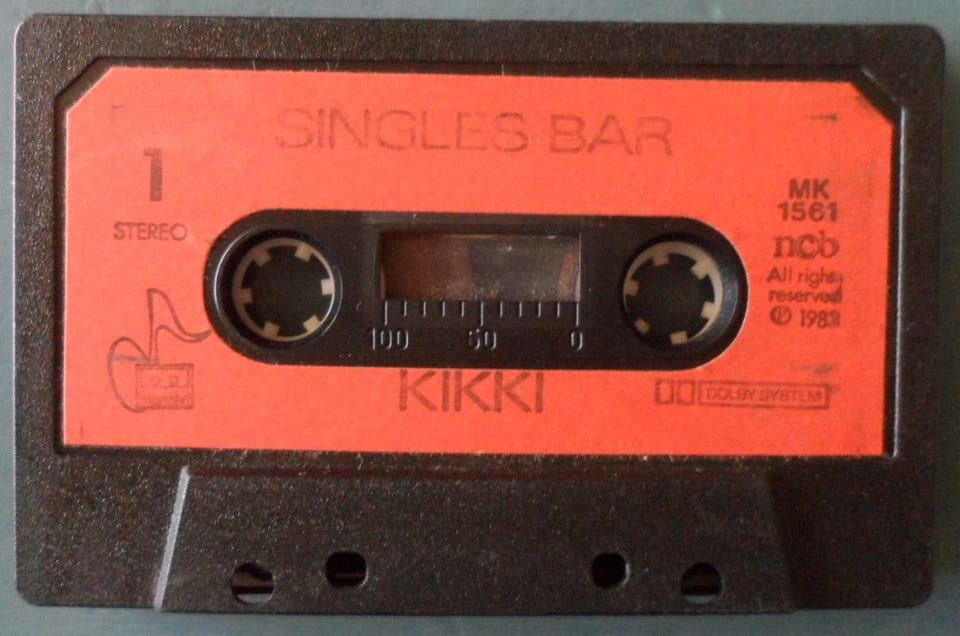 SINGLES BAR
1
STEREO
MK
1561
ncb
All rights
reserved
℗ 1983
100 50 0
KIKKI
DOLBY SYSTEM